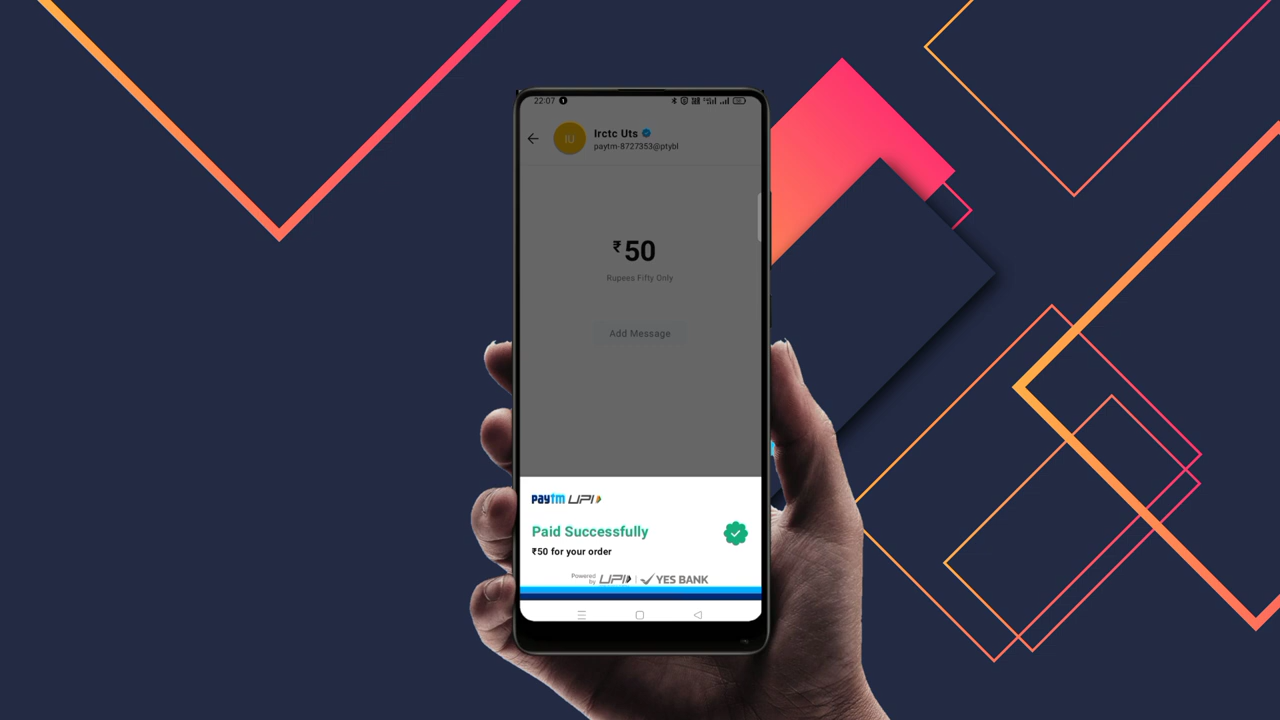 22:07
IU
Irctc Uts
paytm-8727353@ptybl
₹50
Rupees Fifty Only
Add Message
paytm UPI
Paid Successfully
₹50 for your order
Powered by UPI | YES BANK